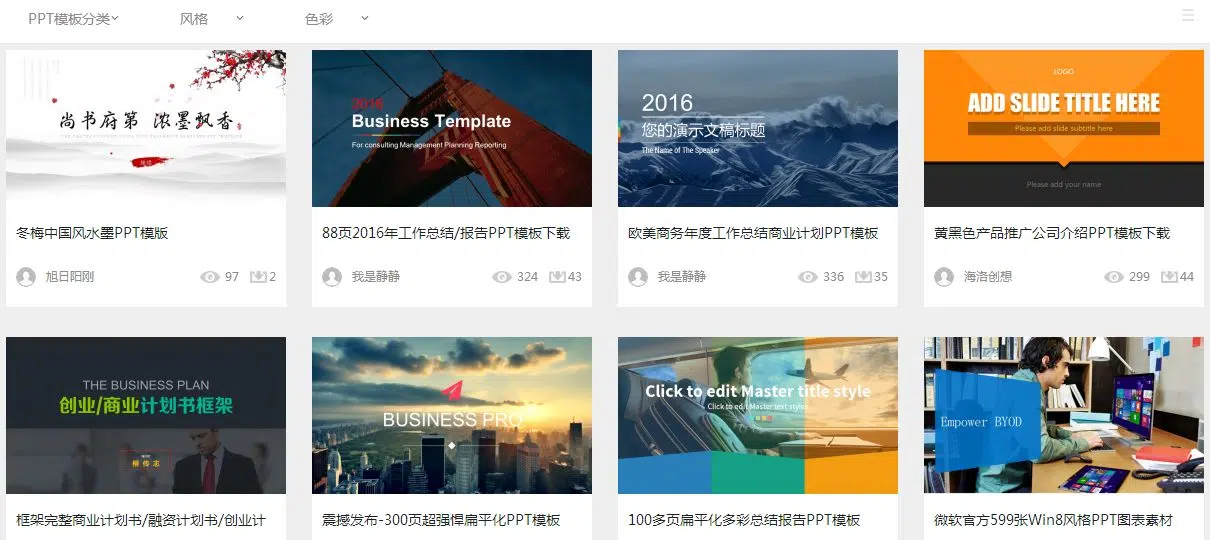 PPT模板分类 风格 色彩
尚书府第 浓墨飘香
冬梅中国风水墨PPT模版
旭日阳刚 97 2
2016
Business Template
For consulting Management Planning Reporting
88页2016年工作总结/报告PPT模板下载
我是静静 324 43
2016
您的演示文稿标题
The Name of The Speaker
欧美商务年度工作总结商业计划PPT模板
我是静静 336 35
LOGO
ADD SLIDE TITLE HERE
Please add slide subtitle here
Please add your name
黄黑色产品推广公司介绍PPT模板下载
海洛创想 299 44
THE BUSINESS PLAN
创业/商业计划书框架
柳传志
框架完整商业计划书/融资计划书/创业计
BUSINESS PRO
震撼发布-300页超强悍扁平化PPT模板
Click to edit Master title style
Click to edit Master text styles
100多页扁平化多彩总结报告PPT模板
Empower BYOD
微软官方599张Win8风格PPT图表素材